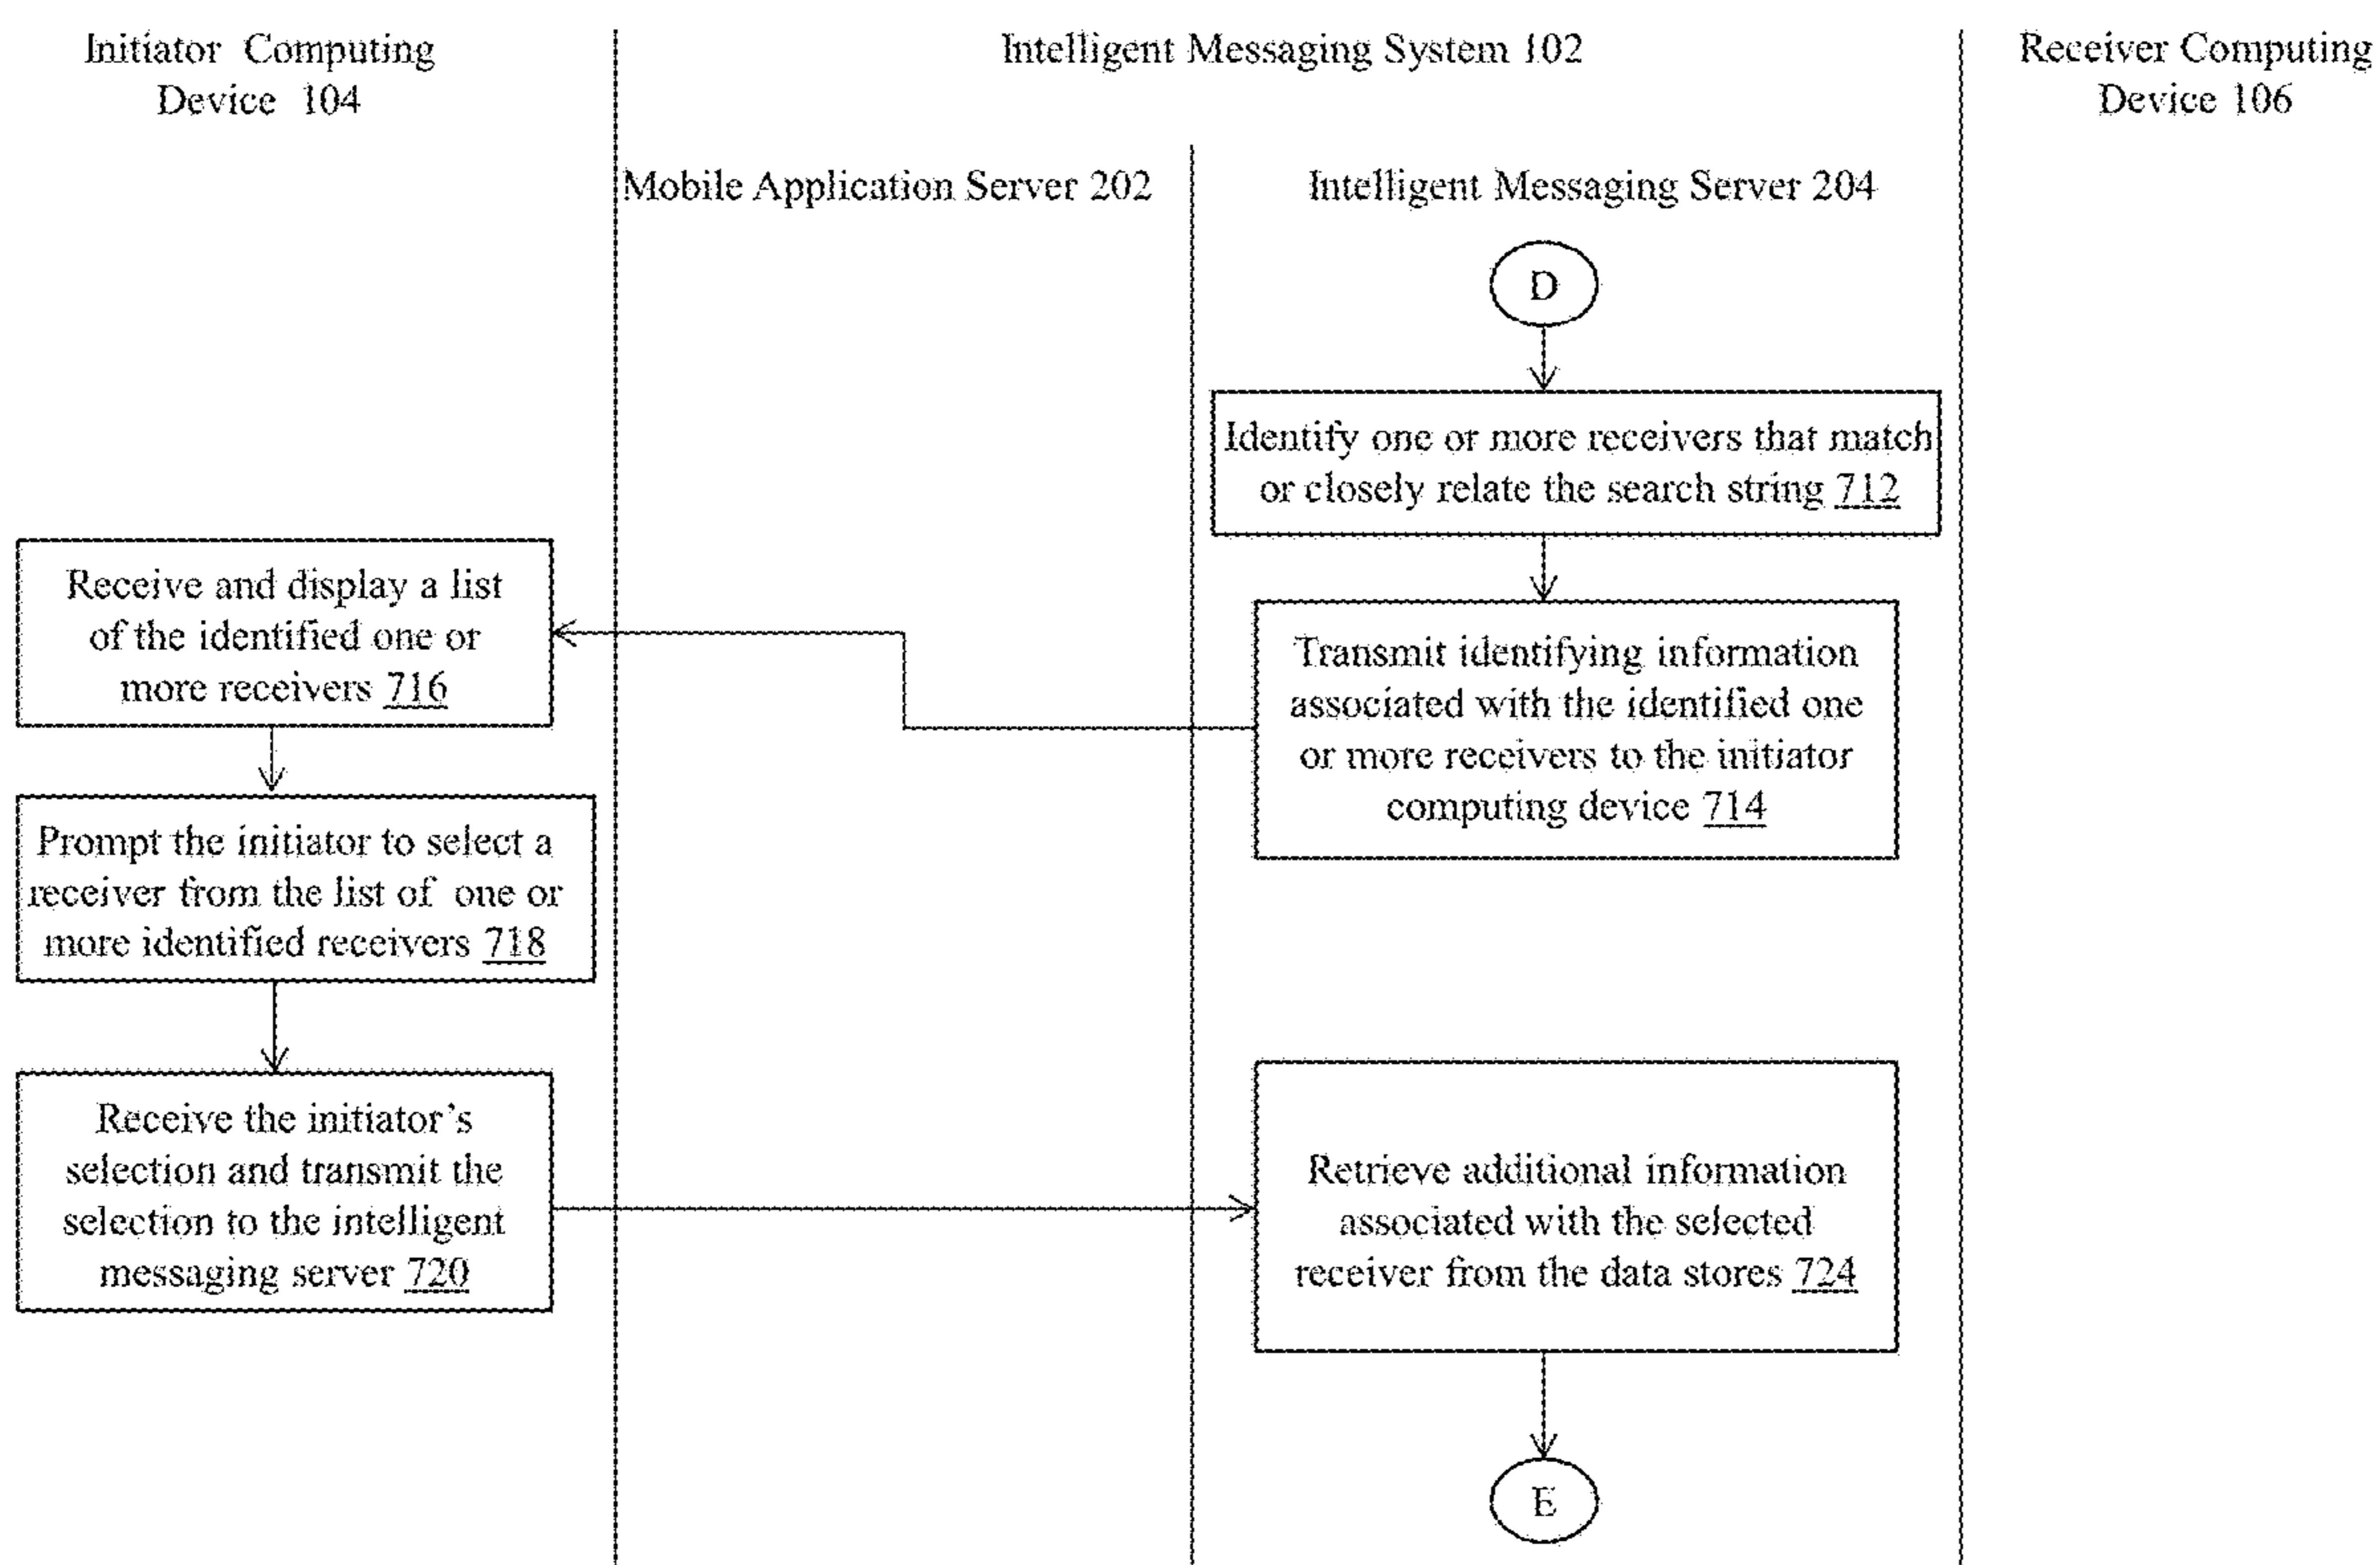 Initiator Computing
Device 104
Intelligent Messaging System 102
Receiver Computing
Device 106
Mobile Application Server 202
Intelligent Messaging Server 204
D
Identify one or more receivers that match
or closely relate the search string 712
Transmit identifying information
associated with the identified one
or more receivers to the initiator
computing device 714
Receive and display a list
of the identified one or
more receivers 716
Prompt the initiator to select a
receiver from the list of one or
more identified receivers 718
Receive the initiator's
selection and transmit the
selection to the intelligent
messaging server 720
Retrieve additional information
associated with the selected
receiver from the data stores 724
E